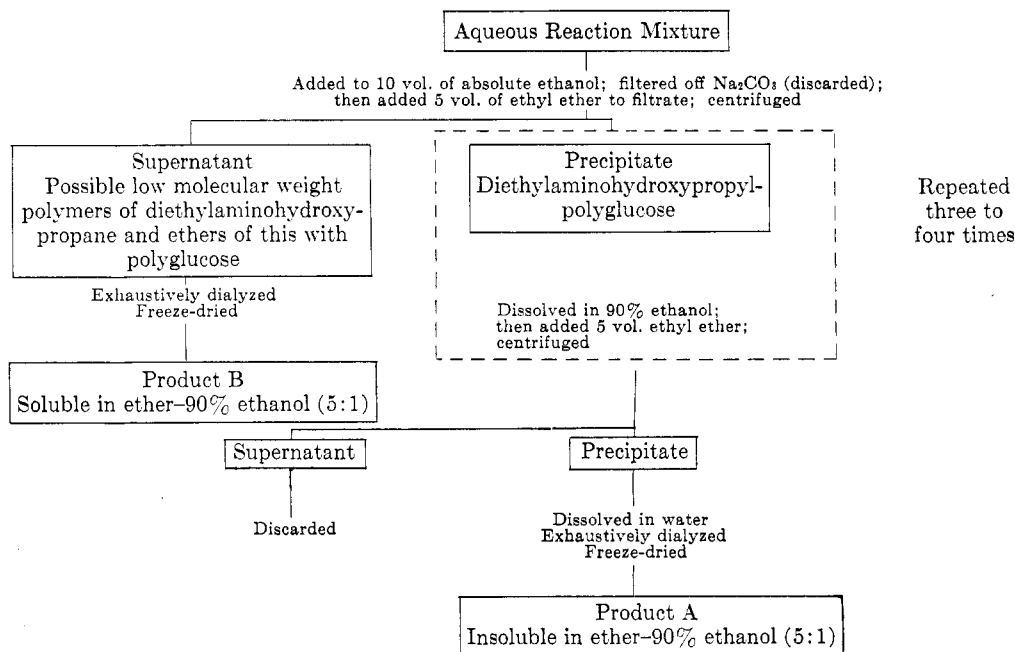 Aqueous Reaction Mixture
Added to 10 vol. of absolute ethanol; filtered off Na₂CO₃ (discarded);
then added 5 vol. of ethyl ether to filtrate; centrifuged
Supernatant
Possible low molecular weight
polymers of diethylaminohydroxy-
propane and ethers of this with
polyglucose
Precipitate
Diethylaminohydroxypropyl-
polyglucose
Repeated
three to
four times
Exhaustively dialyzed
Freeze-dried
Dissolved in 90% ethanol;
then added 5 vol. ethyl ether;
centrifuged
Product B
Soluble in ether–90% ethanol (5:1)
Supernatant
Precipitate
Discarded
Dissolved in water
Exhaustively dialyzed
Freeze-dried
Product A
Insoluble in ether–90% ethanol (5:1)